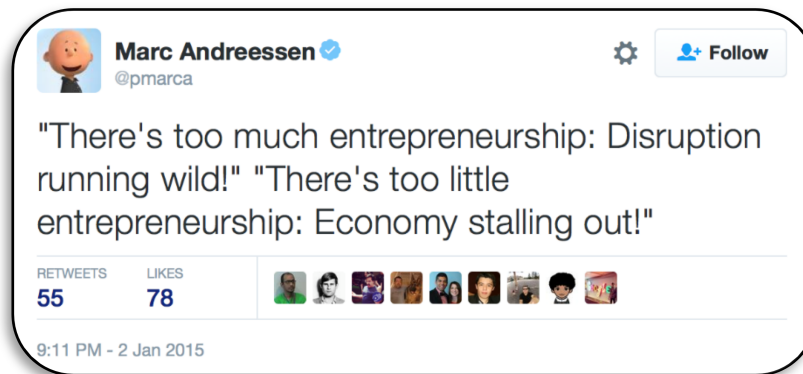 Marc Andreessen
@pmarca
Follow
"There's too much entrepreneurship: Disruption
running wild!" "There's too little
entrepreneurship: Economy stalling out!"
RETWEETS LIKES
55 78
9:11 PM - 2 Jan 2015